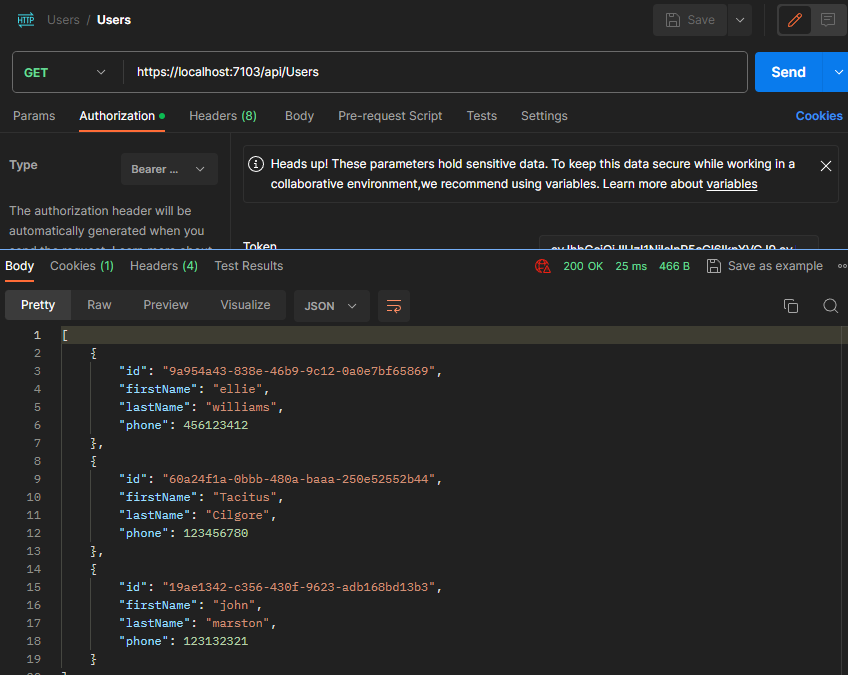 HTTP Users / Users Save
GET https://localhost:7103/api/Users Send
Params Authorization Headers (8) Body Pre-request Script Tests Settings Cookies
Type Bearer ...
Heads up! These parameters hold sensitive data. To keep this data secure while working in a
collaborative environment,we recommend using variables. Learn more about variables
The authorization header will be
automatically generated when you
Token
Body Cookies (1) Headers (4) Test Results 200 OK 25 ms 466 B Save as example
Pretty Raw Preview Visualize JSON
1 [
2 {
3 "id": "9a954a43-838e-46b9-9c12-0a0e7bf65869",
4 "firstName": "ellie",
5 "lastName": "williams",
6 "phone": 456123412
7 },
8 {
9 "id": "60a24f1a-0bbb-480a-baaa-250e52552b44",
10 "firstName": "Tacitus",
11 "lastName": "Cilgore",
12 "phone": 123456780
13 },
14 {
15 "id": "19ae1342-c356-430f-9623-adb168bd13b3",
16 "firstName": "john",
17 "lastName": "marston",
18 "phone": 123132321
19 }